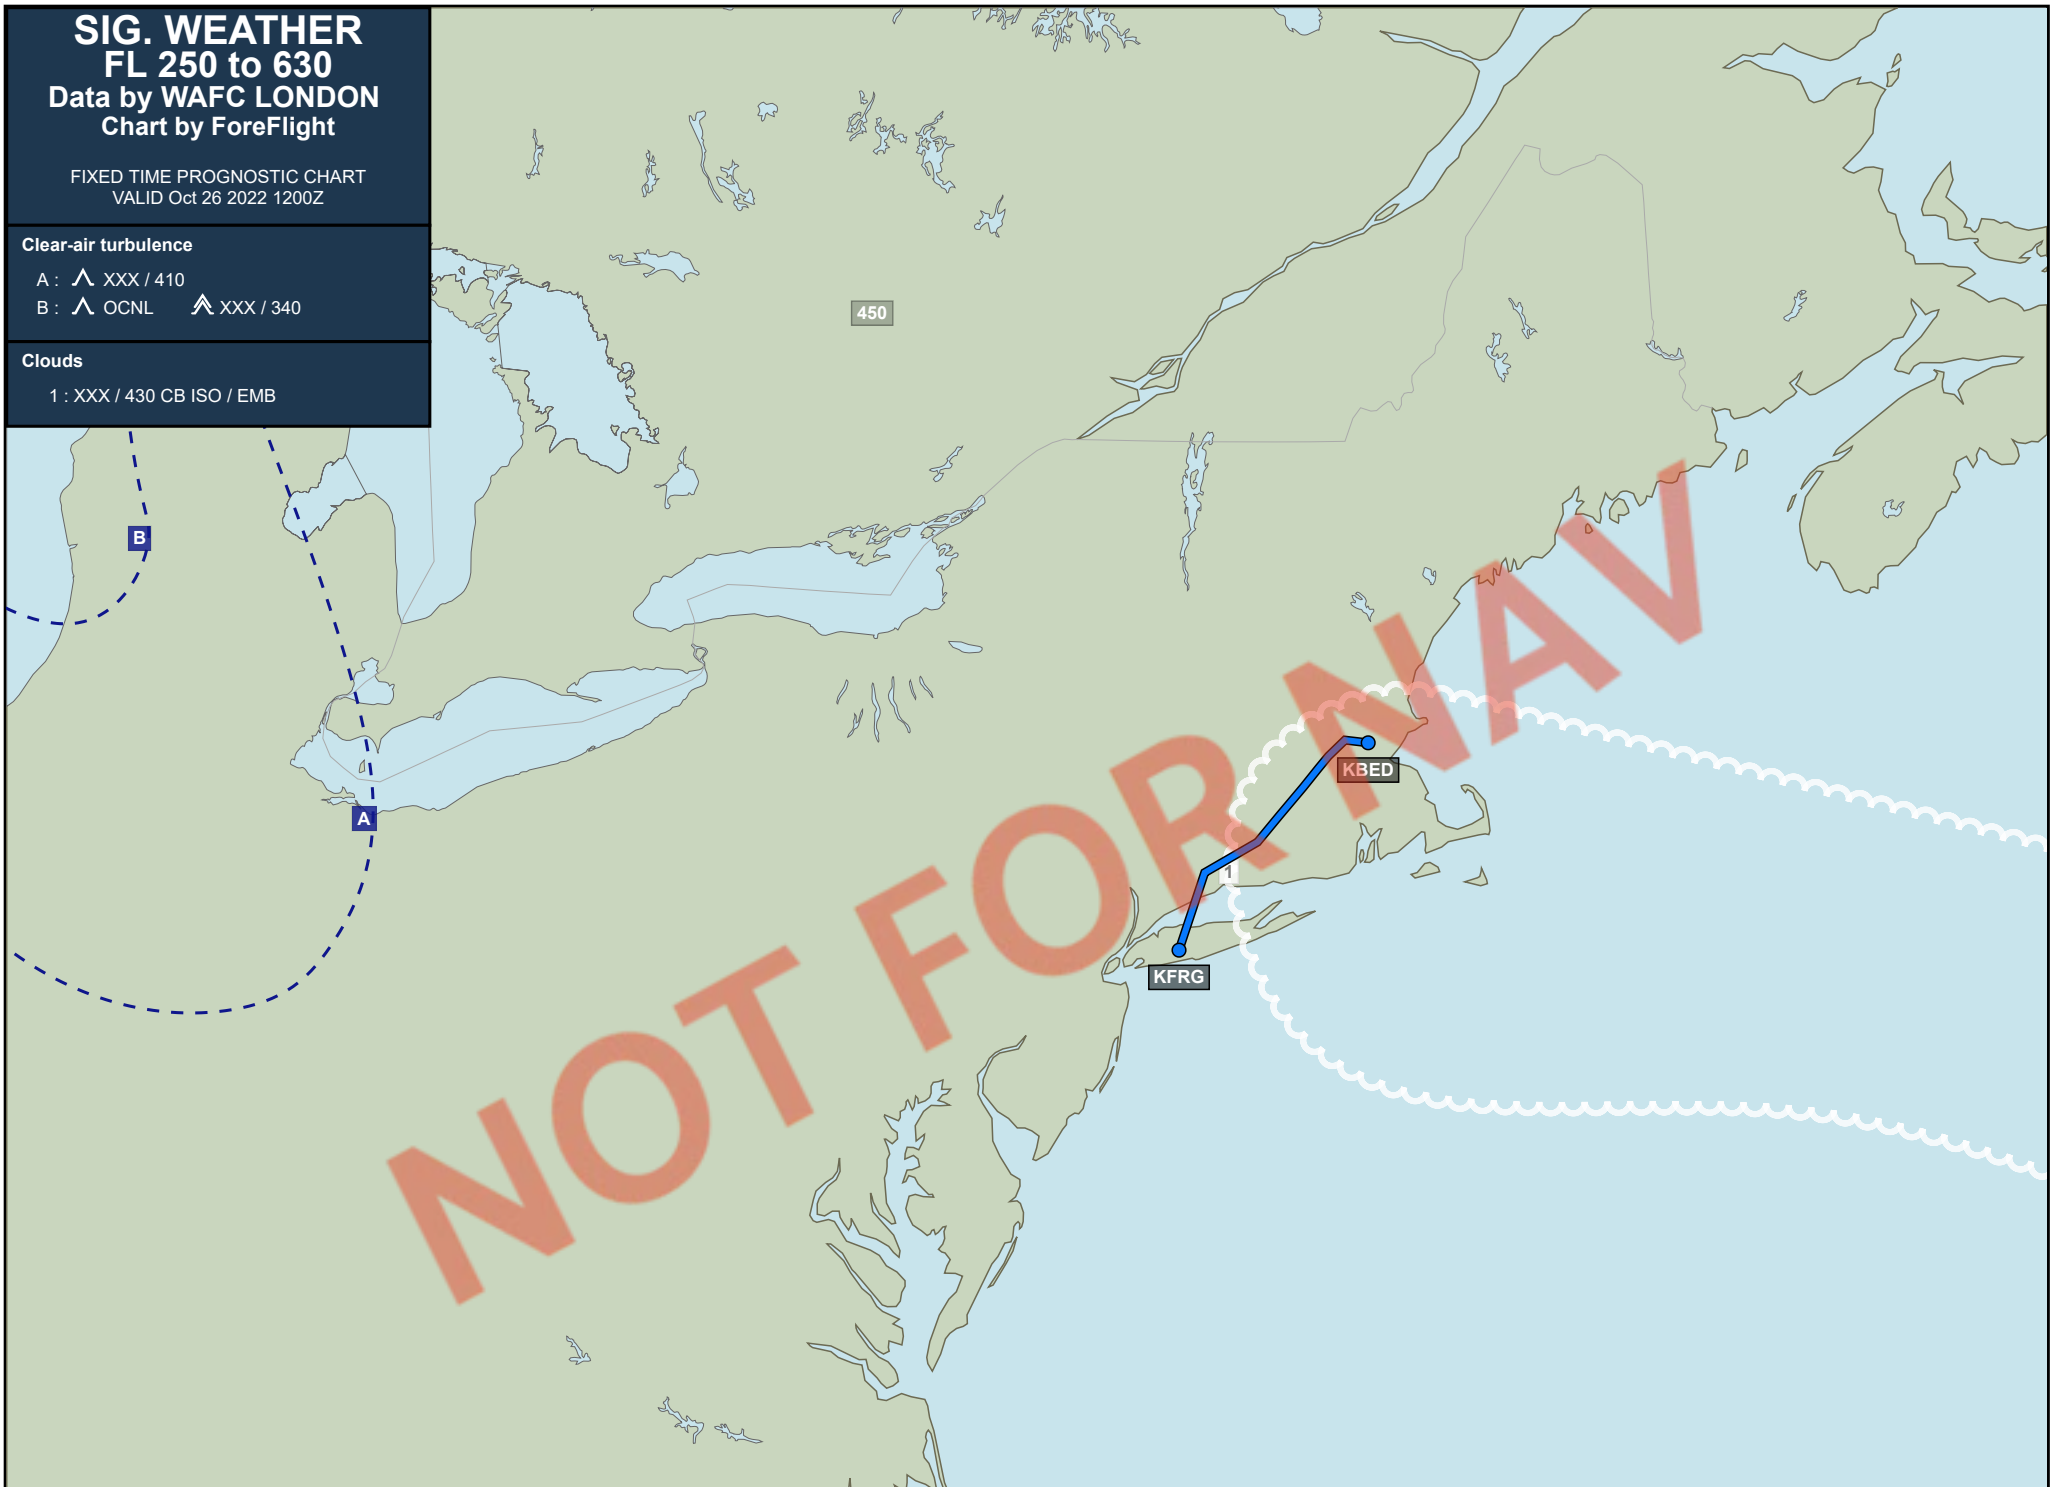 SIG. WEATHER
FL 250 to 630
Data by WAFC LONDON
Chart by ForeFlight
FIXED TIME PROGNOSTIC CHART
VALID Oct 26 2022 1200Z
Clear-air turbulence
A : XXX / 410
B : OCNL XXX / 340
Clouds
1 : XXX / 430 CB ISO / EMB
450
B
A
KBED
1
KFRG
NOT FOR NAV